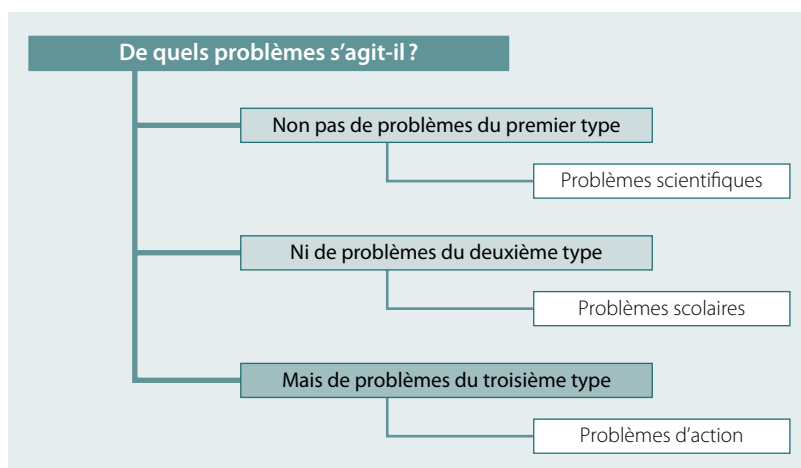 De quels problèmes s’agit-il ?
Non pas de problèmes du premier type
Problèmes scientifiques
Ni de problèmes du deuxième type
Problèmes scolaires
Mais de problèmes du troisième type
Problèmes d’action